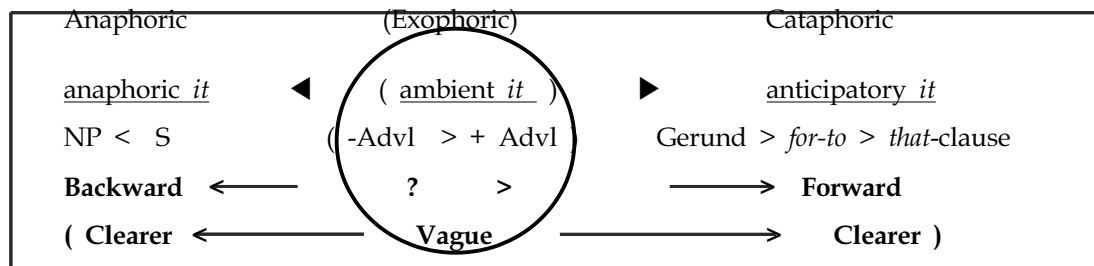 Anaphoric (Exophoric) Cataphoric
anaphoric it ◀ ( ambient it ) ▶ anticipatory it
NP < S ( -Advl > + Advl ) Gerund > for-to > that-clause
Backward ← ? > → Forward
( Clearer ← Vague → Clearer )